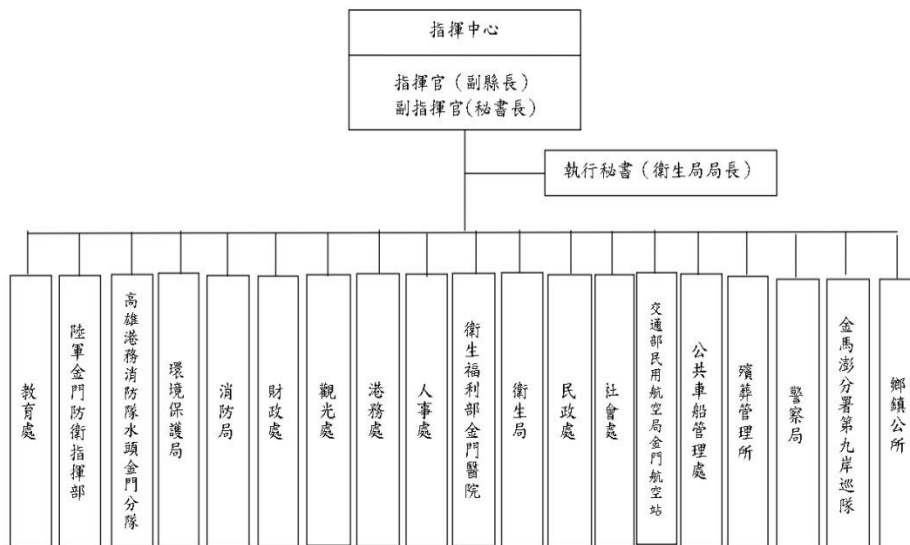 指揮中心
指揮官（副縣長）
副指揮官(秘書長)
執行秘書（衛生局局長）
教育處
陸軍金門防衛指揮部
高雄港務消防隊水頭金門分隊
環境保護局
消防局
財政處
觀光處
港務處
人事處
衛生福利部金門醫院
衛生局
民政處
社會處
交通部民用航空局金門航空站
公共車船管理處
殯葬管理所
警察局
金馬澎分署第九岸巡隊
鄉鎮公所